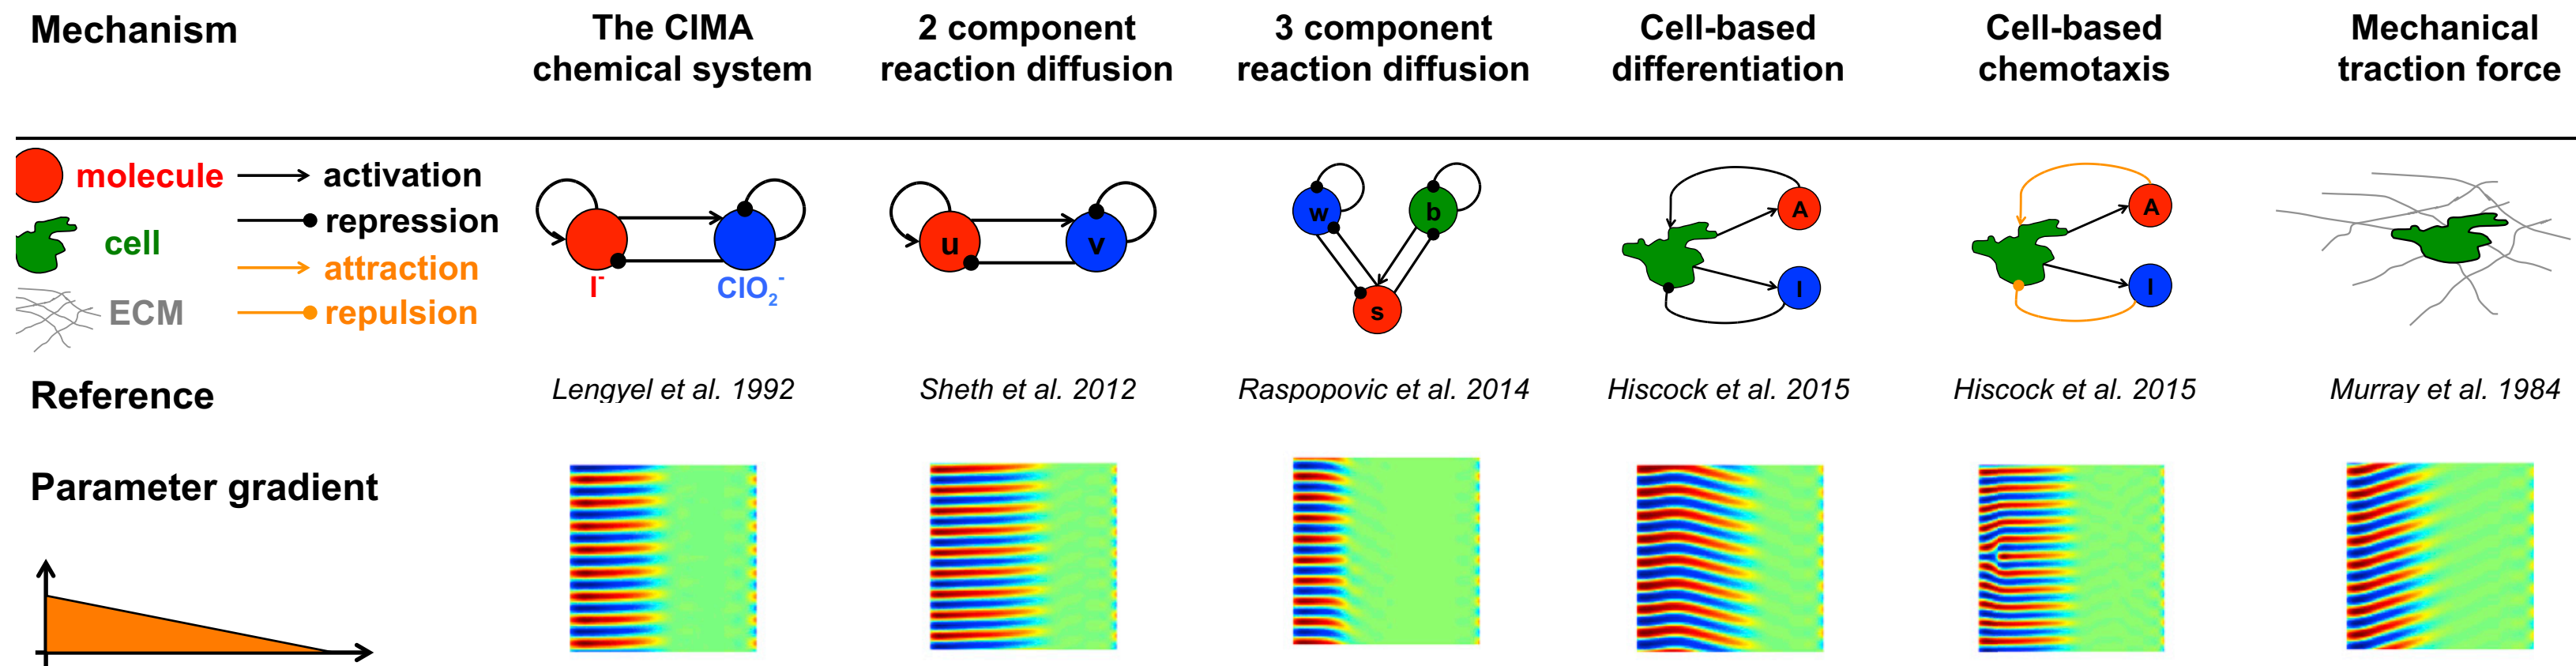 Mechanism
The CIMA
chemical system
2 component
reaction diffusion
3 component
reaction diffusion
Cell-based
differentiation
Cell-based
chemotaxis
Mechanical
traction force
molecule
activation
cell
repression
attraction
ECM
repulsion
I-
ClO2-
u
v
w
b
s
A
I
A
I
Reference
Lengyel et al. 1992
Sheth et al. 2012
Raspopovic et al. 2014
Hiscock et al. 2015
Hiscock et al. 2015
Murray et al. 1984
Parameter gradient